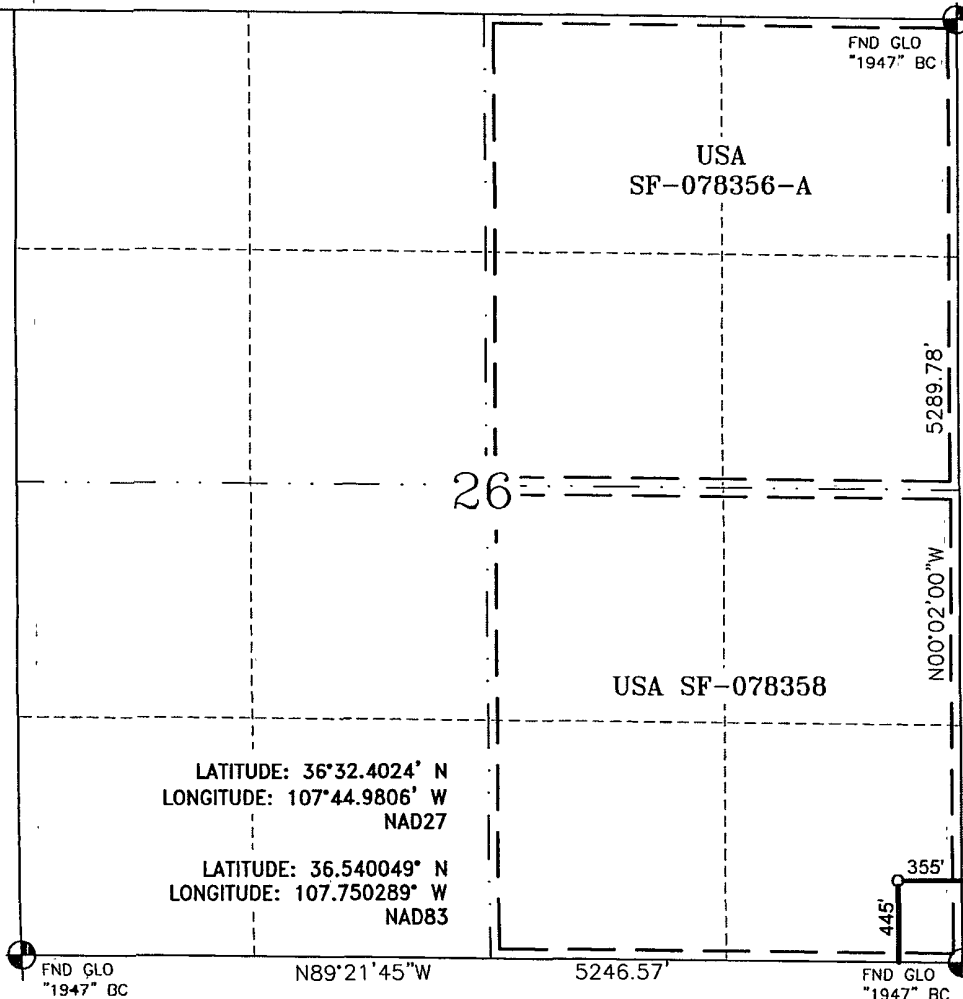 FND GLO
"1947" BC
USA
SF-078356-A
5289.78'
26
N00°02'00"W
USA SF-078358
LATITUDE: 36°32.4024' N
LONGITUDE: 107°44.9806' W
NAD27
LATITUDE: 36.540049° N
LONGITUDE: 107.750289° W
NAD83
355'
445'
FND GLO
"1947" BC
N89°21'45"W
5246.57'
FND GLO
"1947" BC